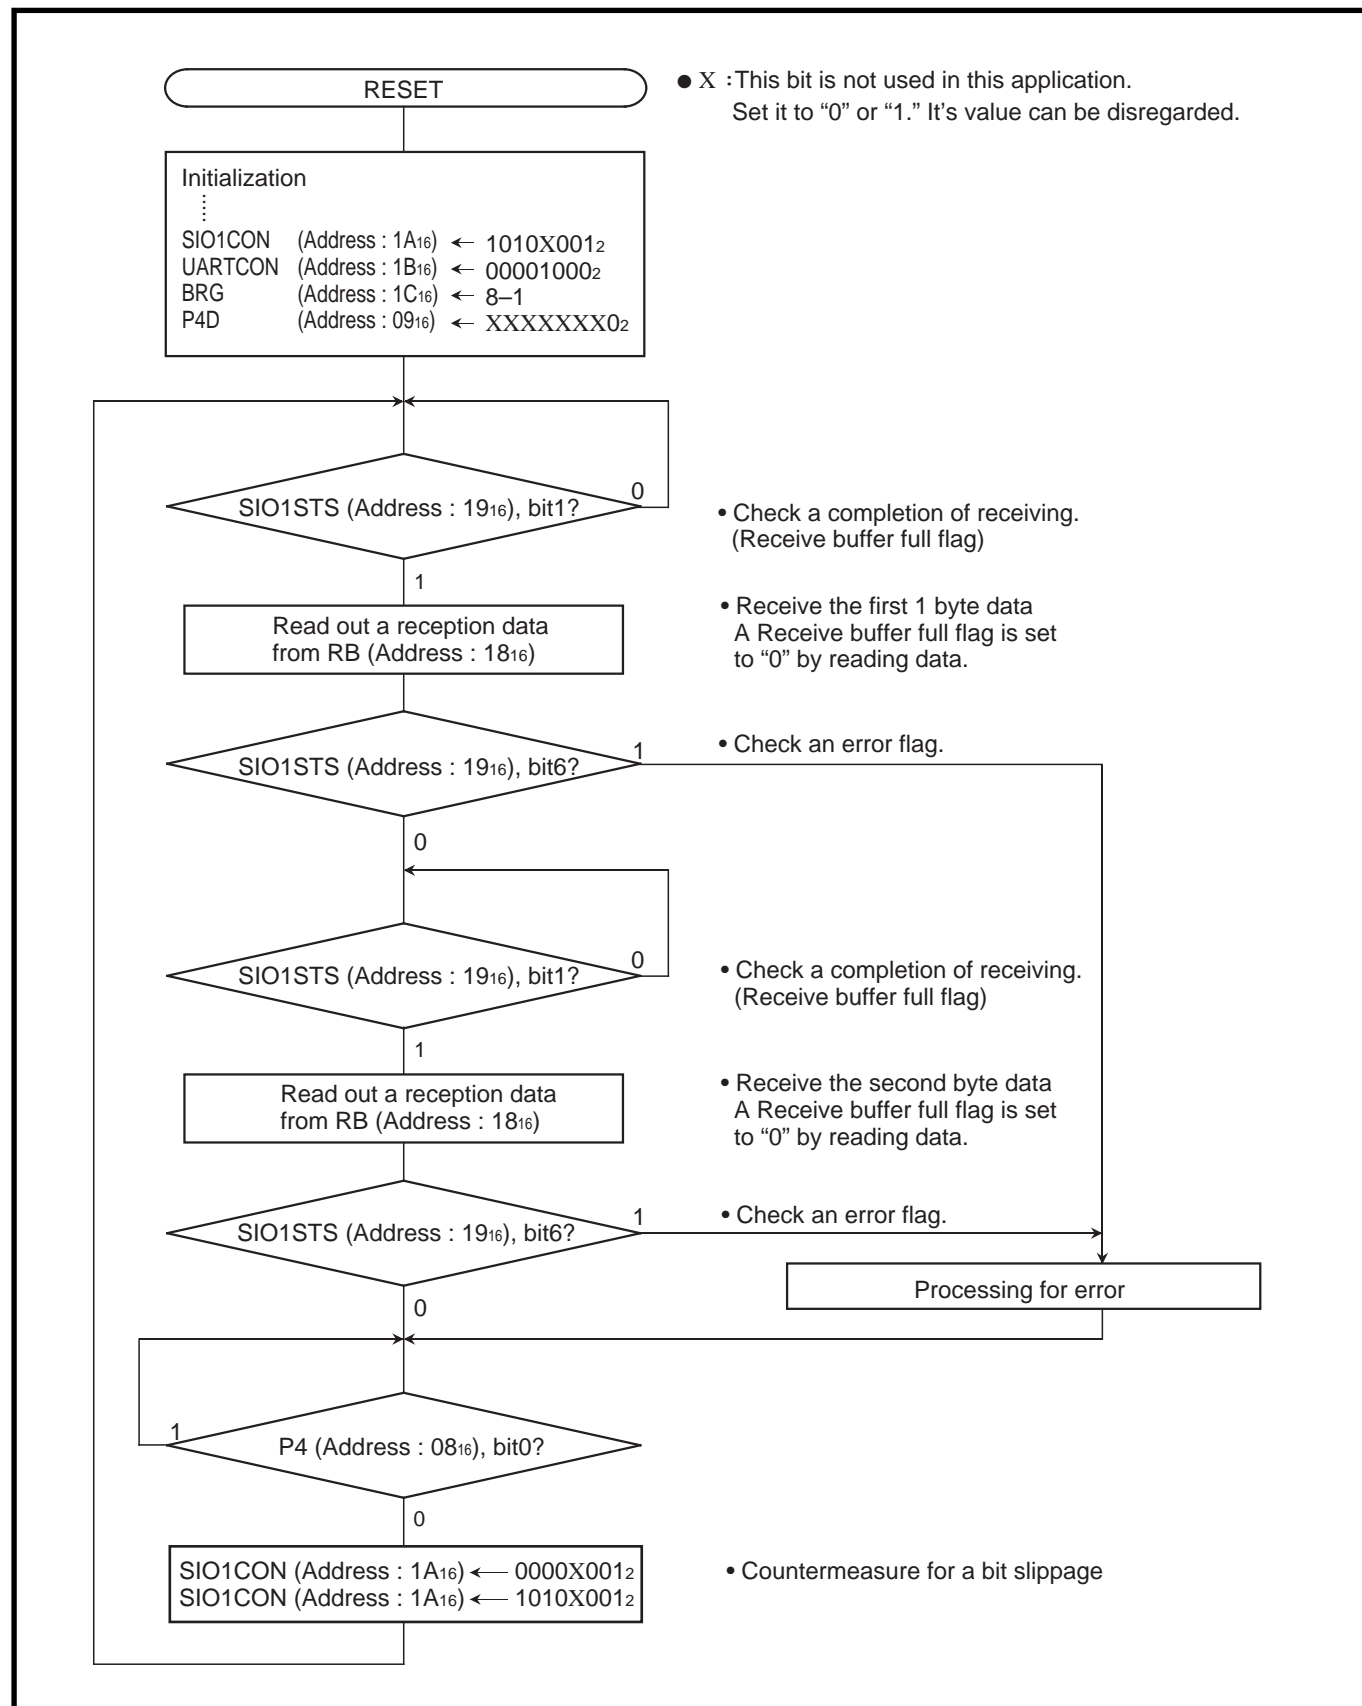 RESET
● X :This bit is not used in this application.
Set it to “0” or “1.” It’s value can be disregarded.
Initialization
SIO1CON (Address : 1A16) ← 1010X0012
UARTCON (Address : 1B16) ← 000010002
BRG (Address : 1C16) ← 8–1
P4D (Address : 0916) ← XXXXXXX02
0
SIO1STS (Address : 1916), bit1?
• Check a completion of receiving.
(Receive buffer full flag)
1
Read out a reception data
from RB (Address : 1816)
• Receive the first 1 byte data
A Receive buffer full flag is set
to “0” by reading data.
1
• Check an error flag.
SIO1STS (Address : 1916), bit6?
0
0
SIO1STS (Address : 1916), bit1?
• Check a completion of receiving.
(Receive buffer full flag)
1
Read out a reception data
from RB (Address : 1816)
• Receive the second byte data
A Receive buffer full flag is set
to “0” by reading data.
1
• Check an error flag.
SIO1STS (Address : 1916), bit6?
Processing for error
0
1
P4 (Address : 0816), bit0?
0
SIO1CON (Address : 1A16) ← 0000X0012
SIO1CON (Address : 1A16) ← 1010X0012
• Countermeasure for a bit slippage